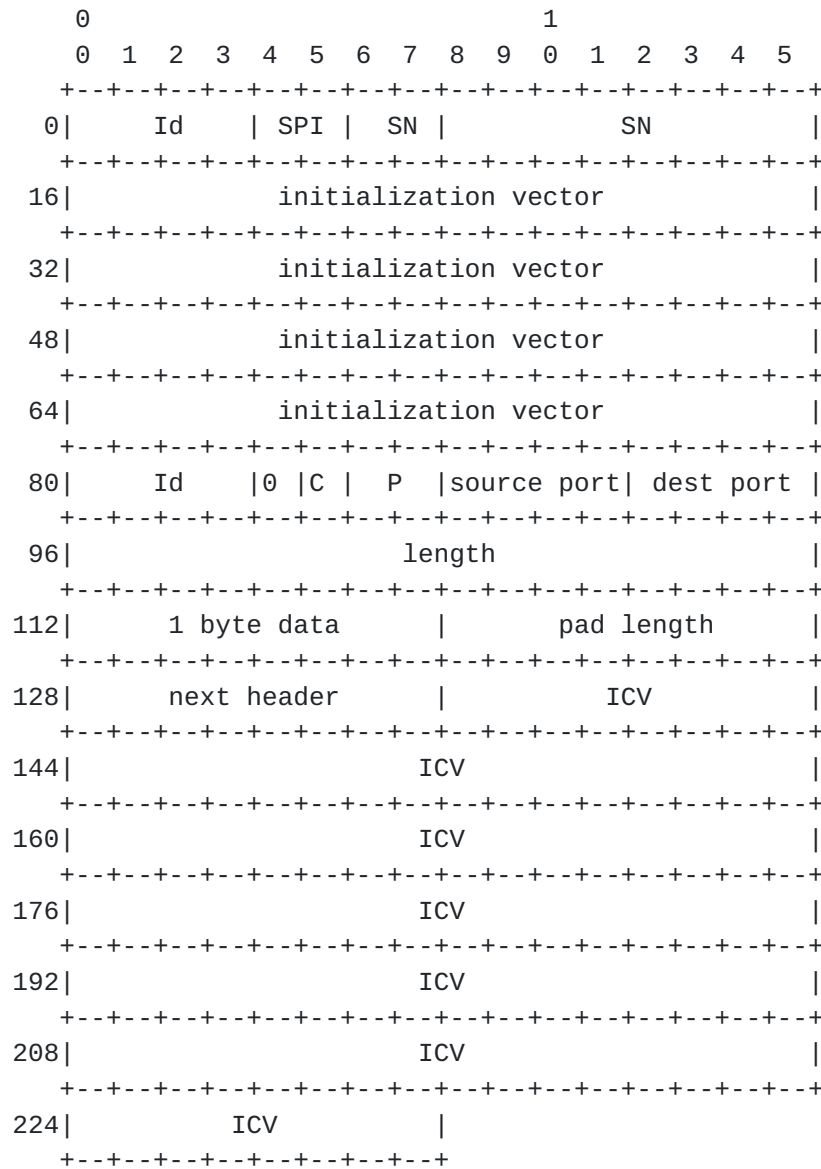 0                             1
    0  1  2  3  4  5  6  7  8  9  0  1  2  3  4  5
   +--+--+--+--+--+--+--+--+--+--+--+--+--+--+--+--+
  0|     Id    | SPI |  SN |           SN          |
   +--+--+--+--+--+--+--+--+--+--+--+--+--+--+--+--+
 16|             initialization vector             |
   +--+--+--+--+--+--+--+--+--+--+--+--+--+--+--+--+
 32|             initialization vector             |
   +--+--+--+--+--+--+--+--+--+--+--+--+--+--+--+--+
 48|             initialization vector             |
   +--+--+--+--+--+--+--+--+--+--+--+--+--+--+--+--+
 64|             initialization vector             |
   +--+--+--+--+--+--+--+--+--+--+--+--+--+--+--+--+
 80|     Id    |0 |C |  P  |source port| dest port |
   +--+--+--+--+--+--+--+--+--+--+--+--+--+--+--+--+
 96|                     length                    |
   +--+--+--+--+--+--+--+--+--+--+--+--+--+--+--+--+
112|      1 byte data      |       pad length      |
   +--+--+--+--+--+--+--+--+--+--+--+--+--+--+--+--+
128|      next header      |          ICV          |
   +--+--+--+--+--+--+--+--+--+--+--+--+--+--+--+--+
144|                      ICV                      |
   +--+--+--+--+--+--+--+--+--+--+--+--+--+--+--+--+
160|                      ICV                      |
   +--+--+--+--+--+--+--+--+--+--+--+--+--+--+--+--+
176|                      ICV                      |
   +--+--+--+--+--+--+--+--+--+--+--+--+--+--+--+--+
192|                      ICV                      |
   +--+--+--+--+--+--+--+--+--+--+--+--+--+--+--+--+
208|                      ICV                      |
   +--+--+--+--+--+--+--+--+--+--+--+--+--+--+--+--+
224|          ICV          |
   +--+--+--+--+--+--+--+--+